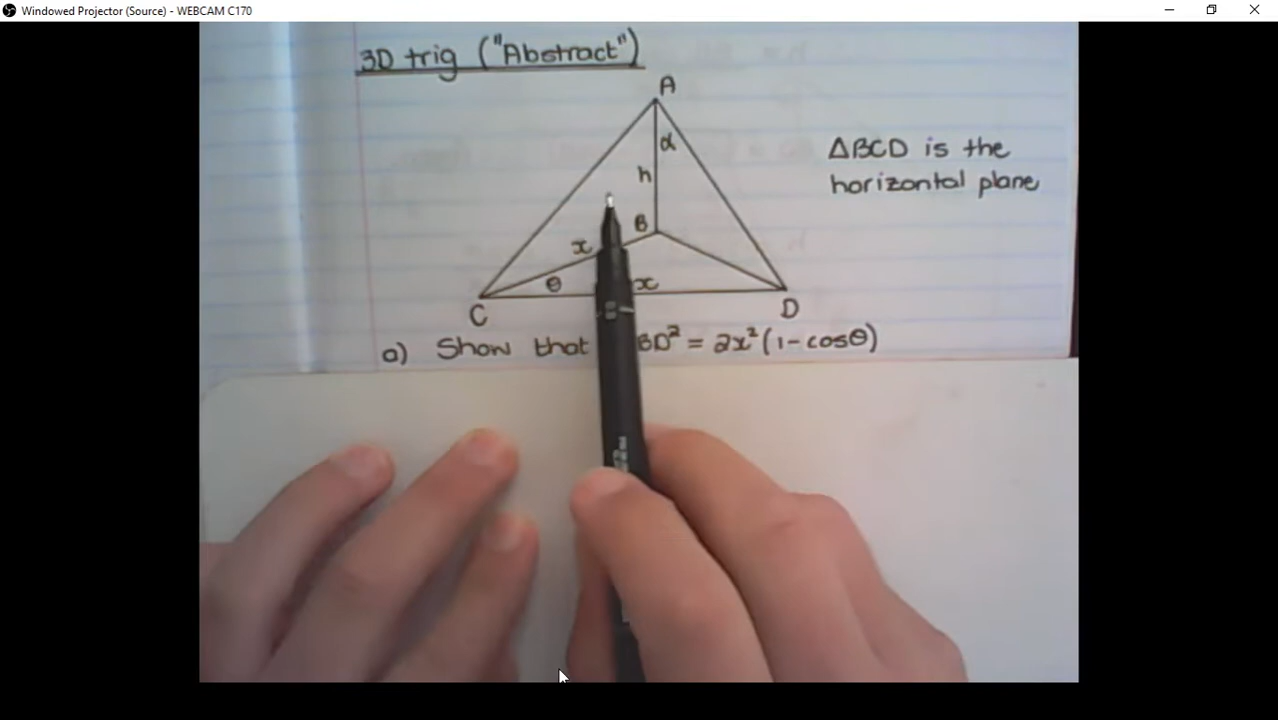 Windowed Projector (Source) - WEBCAM C170
3D trig ("Abstract")
A
α
h
ΔBCD is the
horizontal plane
B
x
θ
x
C
D
a) Show that BD² = 2x²(1-cosθ)